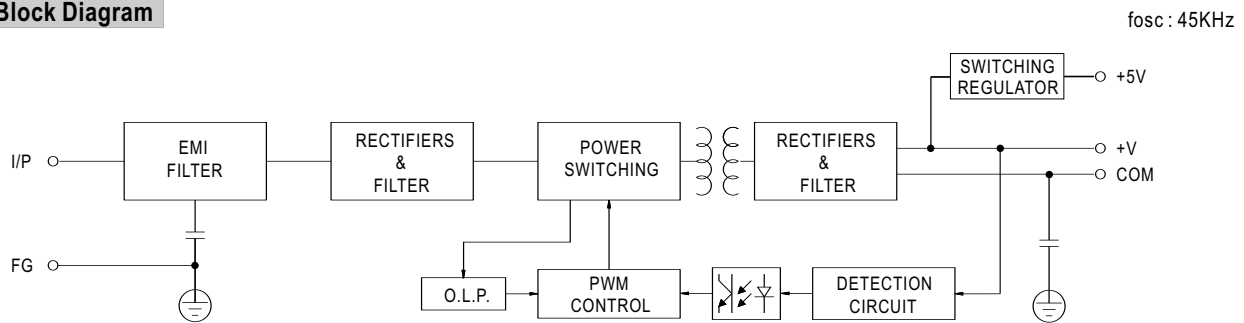 Block Diagram
fosc : 45KHz
SWITCHING
REGULATOR
+5V
I/P
EMI
FILTER
RECTIFIERS
&
FILTER
POWER
SWITCHING
RECTIFIERS
&
FILTER
+V
COM
FG
O.L.P.
PWM
CONTROL
DETECTION
CIRCUIT